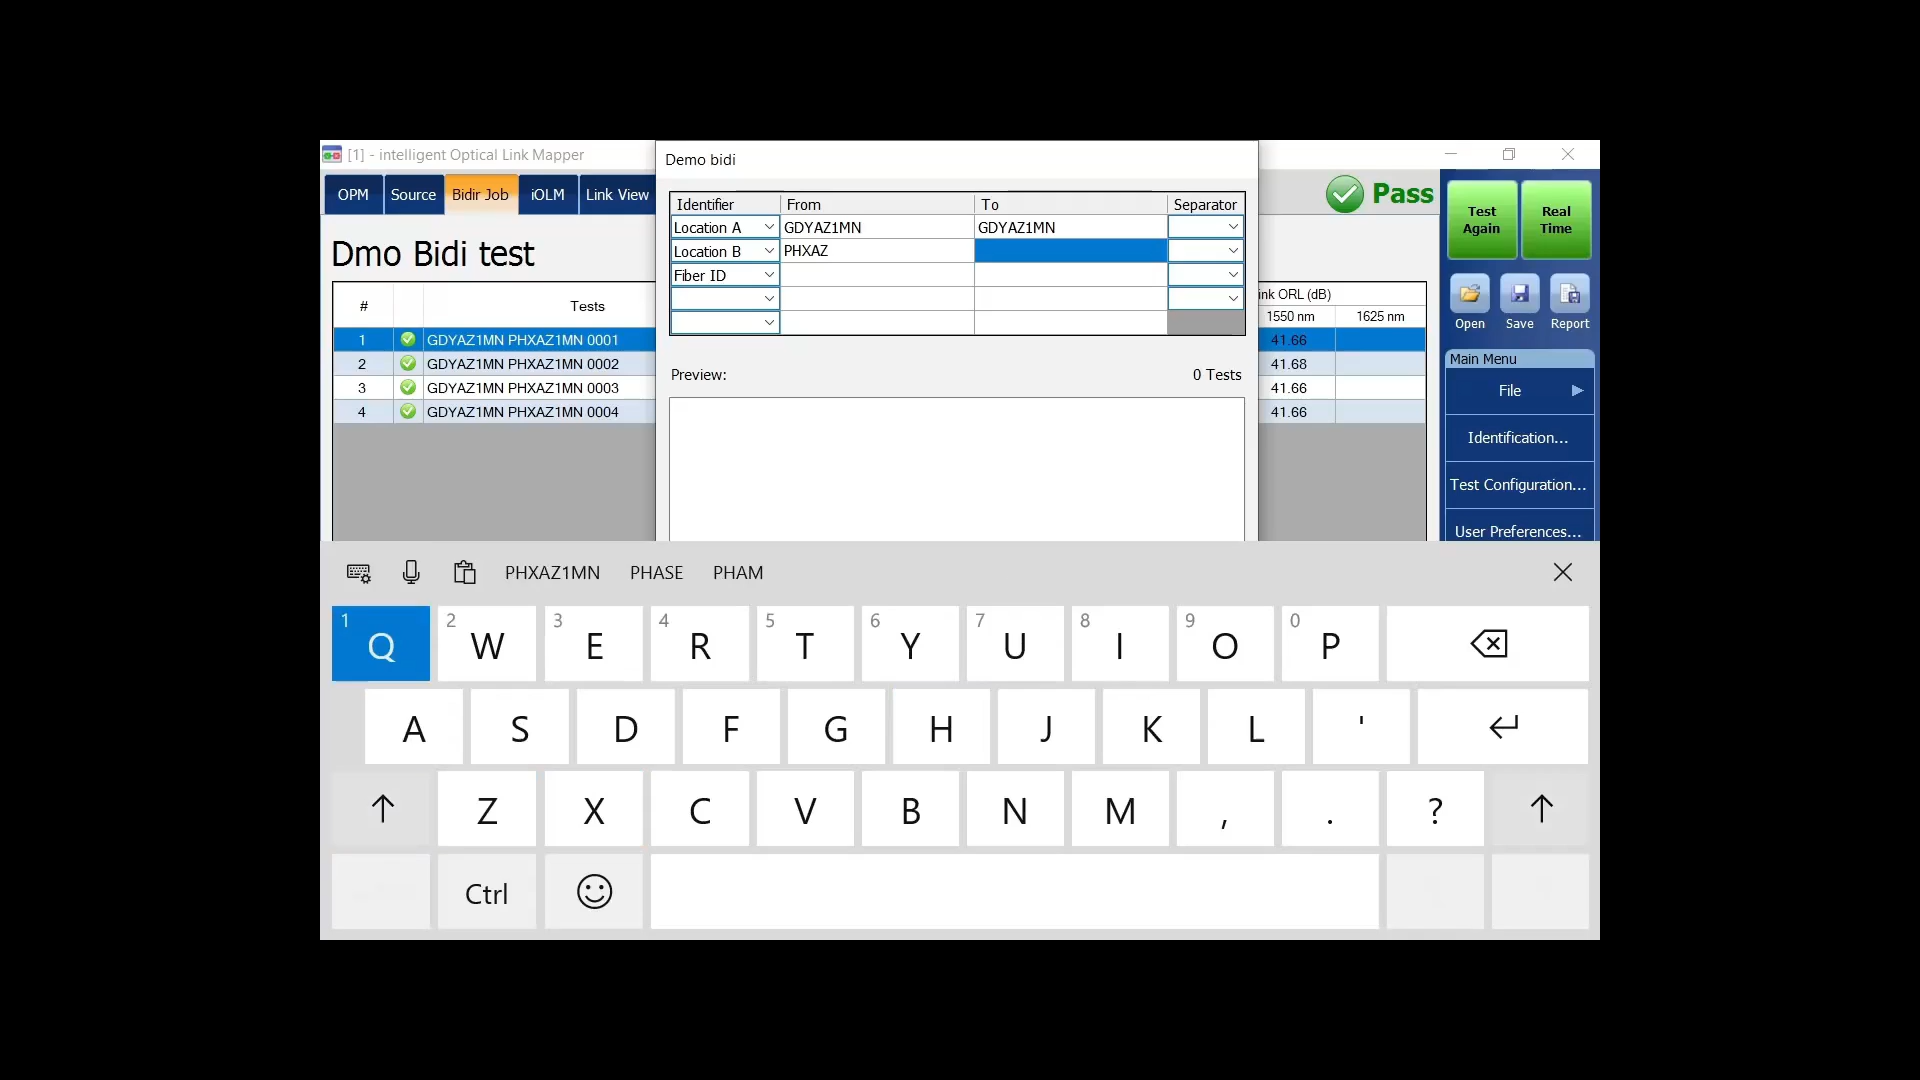 [1] - intelligent Optical Link Mapper
Demo bidi
OPM Source Bidir Job iOLM Link View
Pass
Test Again
Real Time
Dmo Bidi test
Identifier From To Separator
Location A GDYAZ1MN GDYAZ1MN
Location B PHXAZ
Fiber ID
Open Save Report
# Tests
ink ORL (dB)
1550 nm 1625 nm
1 GDYAZ1MN PHXAZ1MN 0001 41.66
2 GDYAZ1MN PHXAZ1MN 0002 41.68
3 GDYAZ1MN PHXAZ1MN 0003 41.66
4 GDYAZ1MN PHXAZ1MN 0004 41.66
Preview: 0 Tests
Main Menu
File
Identification...
Test Configuration...
User Preferences...
PHXAZ1MN PHASE PHAM
1 Q 2 W 3 E 4 R 5 T 6 Y 7 U 8 I 9 O 0 P
A S D F G H J K L '
Z X C V B N M , . ?
Ctrl